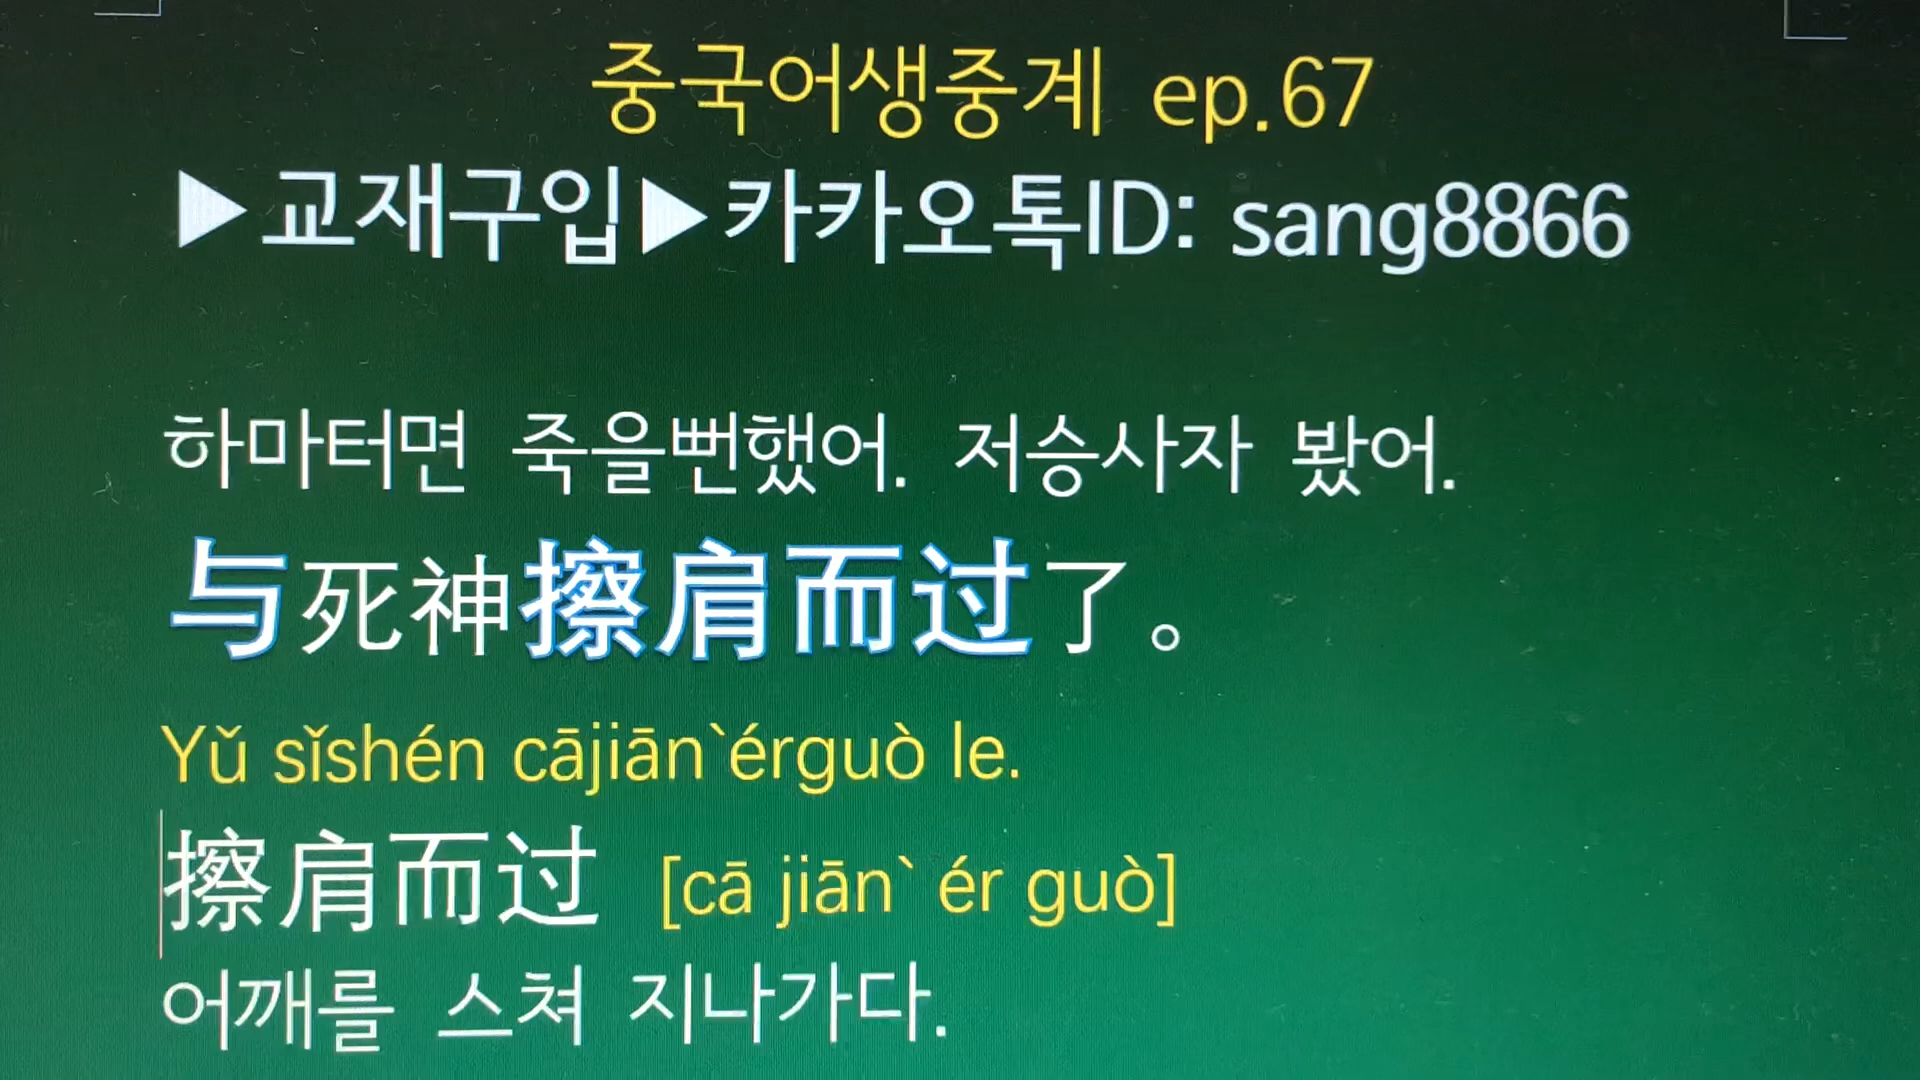 중국어생중계 ep.67
▶교재구입▶카카오톡ID: sang8866
하마터면 죽을뻔했어. 저승사자 봤어.
与死神擦肩而过了。
Yǔ sǐshén cājiān`érguò le.
擦肩而过 [cā jiān` ér guò]
어깨를 스쳐 지나가다.